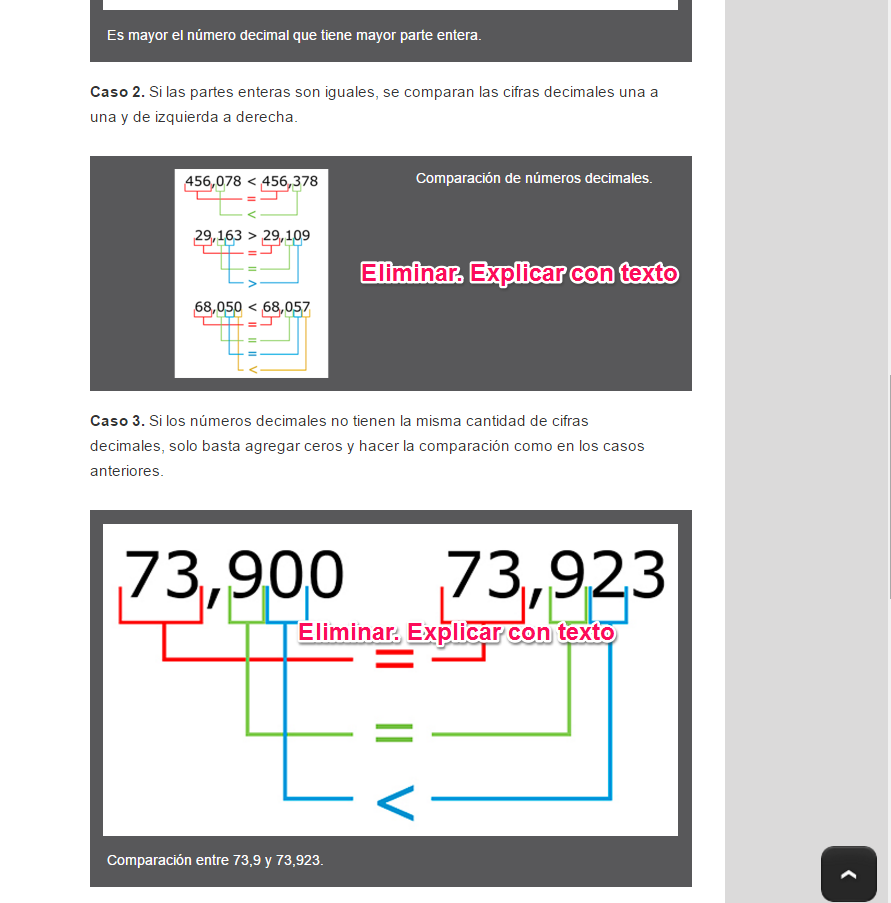 Es mayor el número decimal que tiene mayor parte entera.
Caso 2. Si las partes enteras son iguales, se comparan las cifras decimales una a
una y de izquierda a derecha.
456,078 < 456,378
=
<
Comparación de números decimales.
29,163 > 29,109
=
=
>
Eliminar. Explicar con texto
68,050 < 68,057
=
=
=
<
Caso 3. Si los números decimales no tienen la misma cantidad de cifras
decimales, solo basta agregar ceros y hacer la comparación como en los casos
anteriores.
73,900 73,923
Eliminar. Explicar con texto
=
=
<
Comparación entre 73,9 y 73,923.